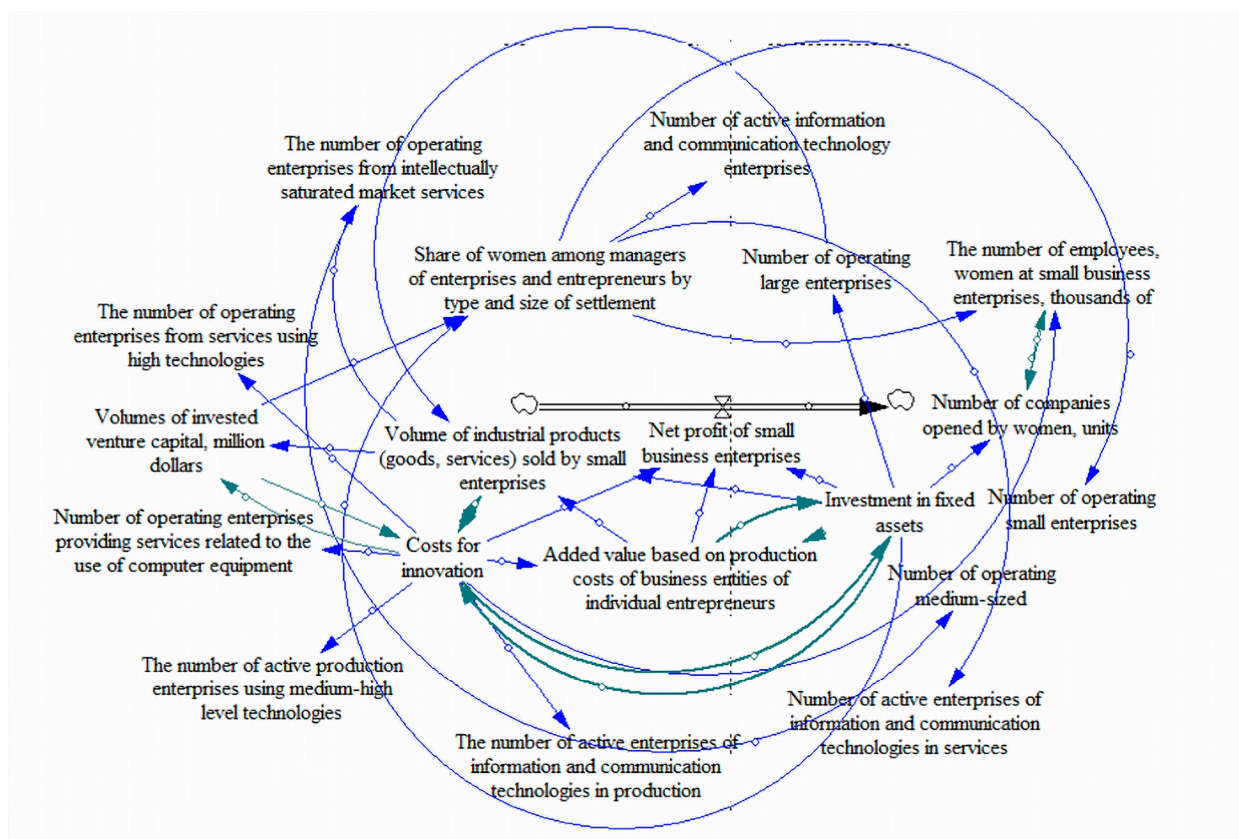 Number of active information
and communication technology
enterprises
The number of operating
enterprises from intellectually
saturated market services
Share of women among managers
of enterprises and entrepreneurs by
type and size of settlement
Number of operating
large enterprises
The number of employees,
women at small business
enterprises, thousands of
The number of operating
enterprises from services using
high technologies
Volumes of invested
venture capital, million
dollars
Volume of industrial products
(goods, services) sold by small
enterprises
Net profit of small
business enterprises
Number of companies
opened by women, units
Investment in fixed
assets
Number of operating
small enterprises
Number of operating enterprises
providing services related to the
use of computer equipment
Costs for
innovation
Added value based on production
costs of business entities of
individual entrepreneurs
Number of operating
medium-sized
The number of active production
enterprises using medium-high
level technologies
Number of active enterprises of
information and communication
technologies in services
The number of active enterprises of
information and communication
technologies in production